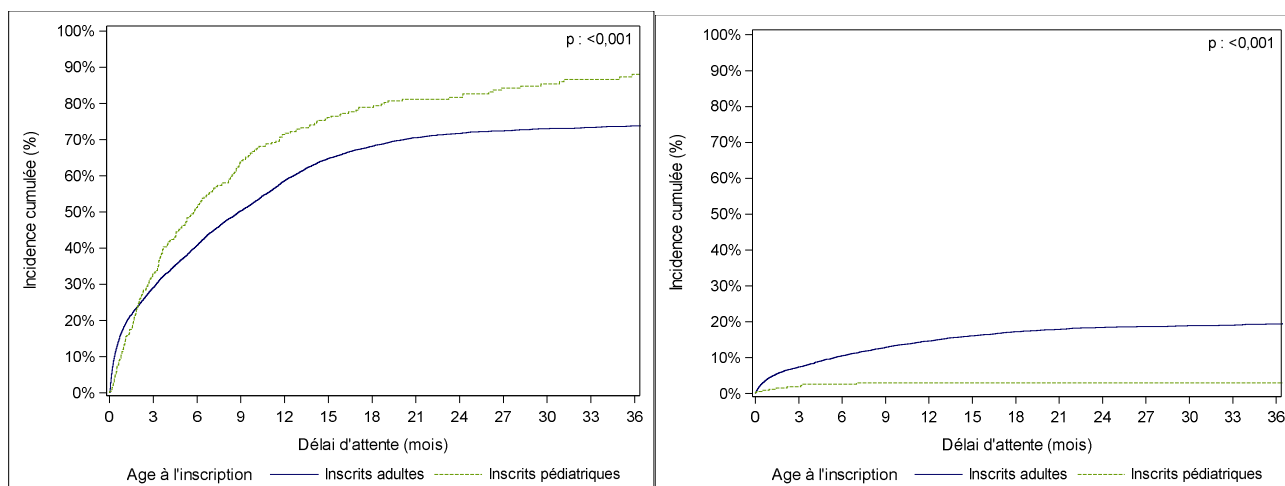 p : <0,001
Incidence cumulée (%)
100%
90%
80%
70%
60%
50%
40%
30%
20%
10%
0%
0 3 6 9 12 15 18 21 24 27 30 33 36
Délai d'attente (mois)
Age à l'inscription Inscrits adultes Inscrits pédiatriques
p : <0,001
Incidence cumulée (%)
100%
90%
80%
70%
60%
50%
40%
30%
20%
10%
0%
0 3 6 9 12 15 18 21 24 27 30 33 36
Délai d'attente (mois)
Age à l'inscription Inscrits adultes Inscrits pédiatriques